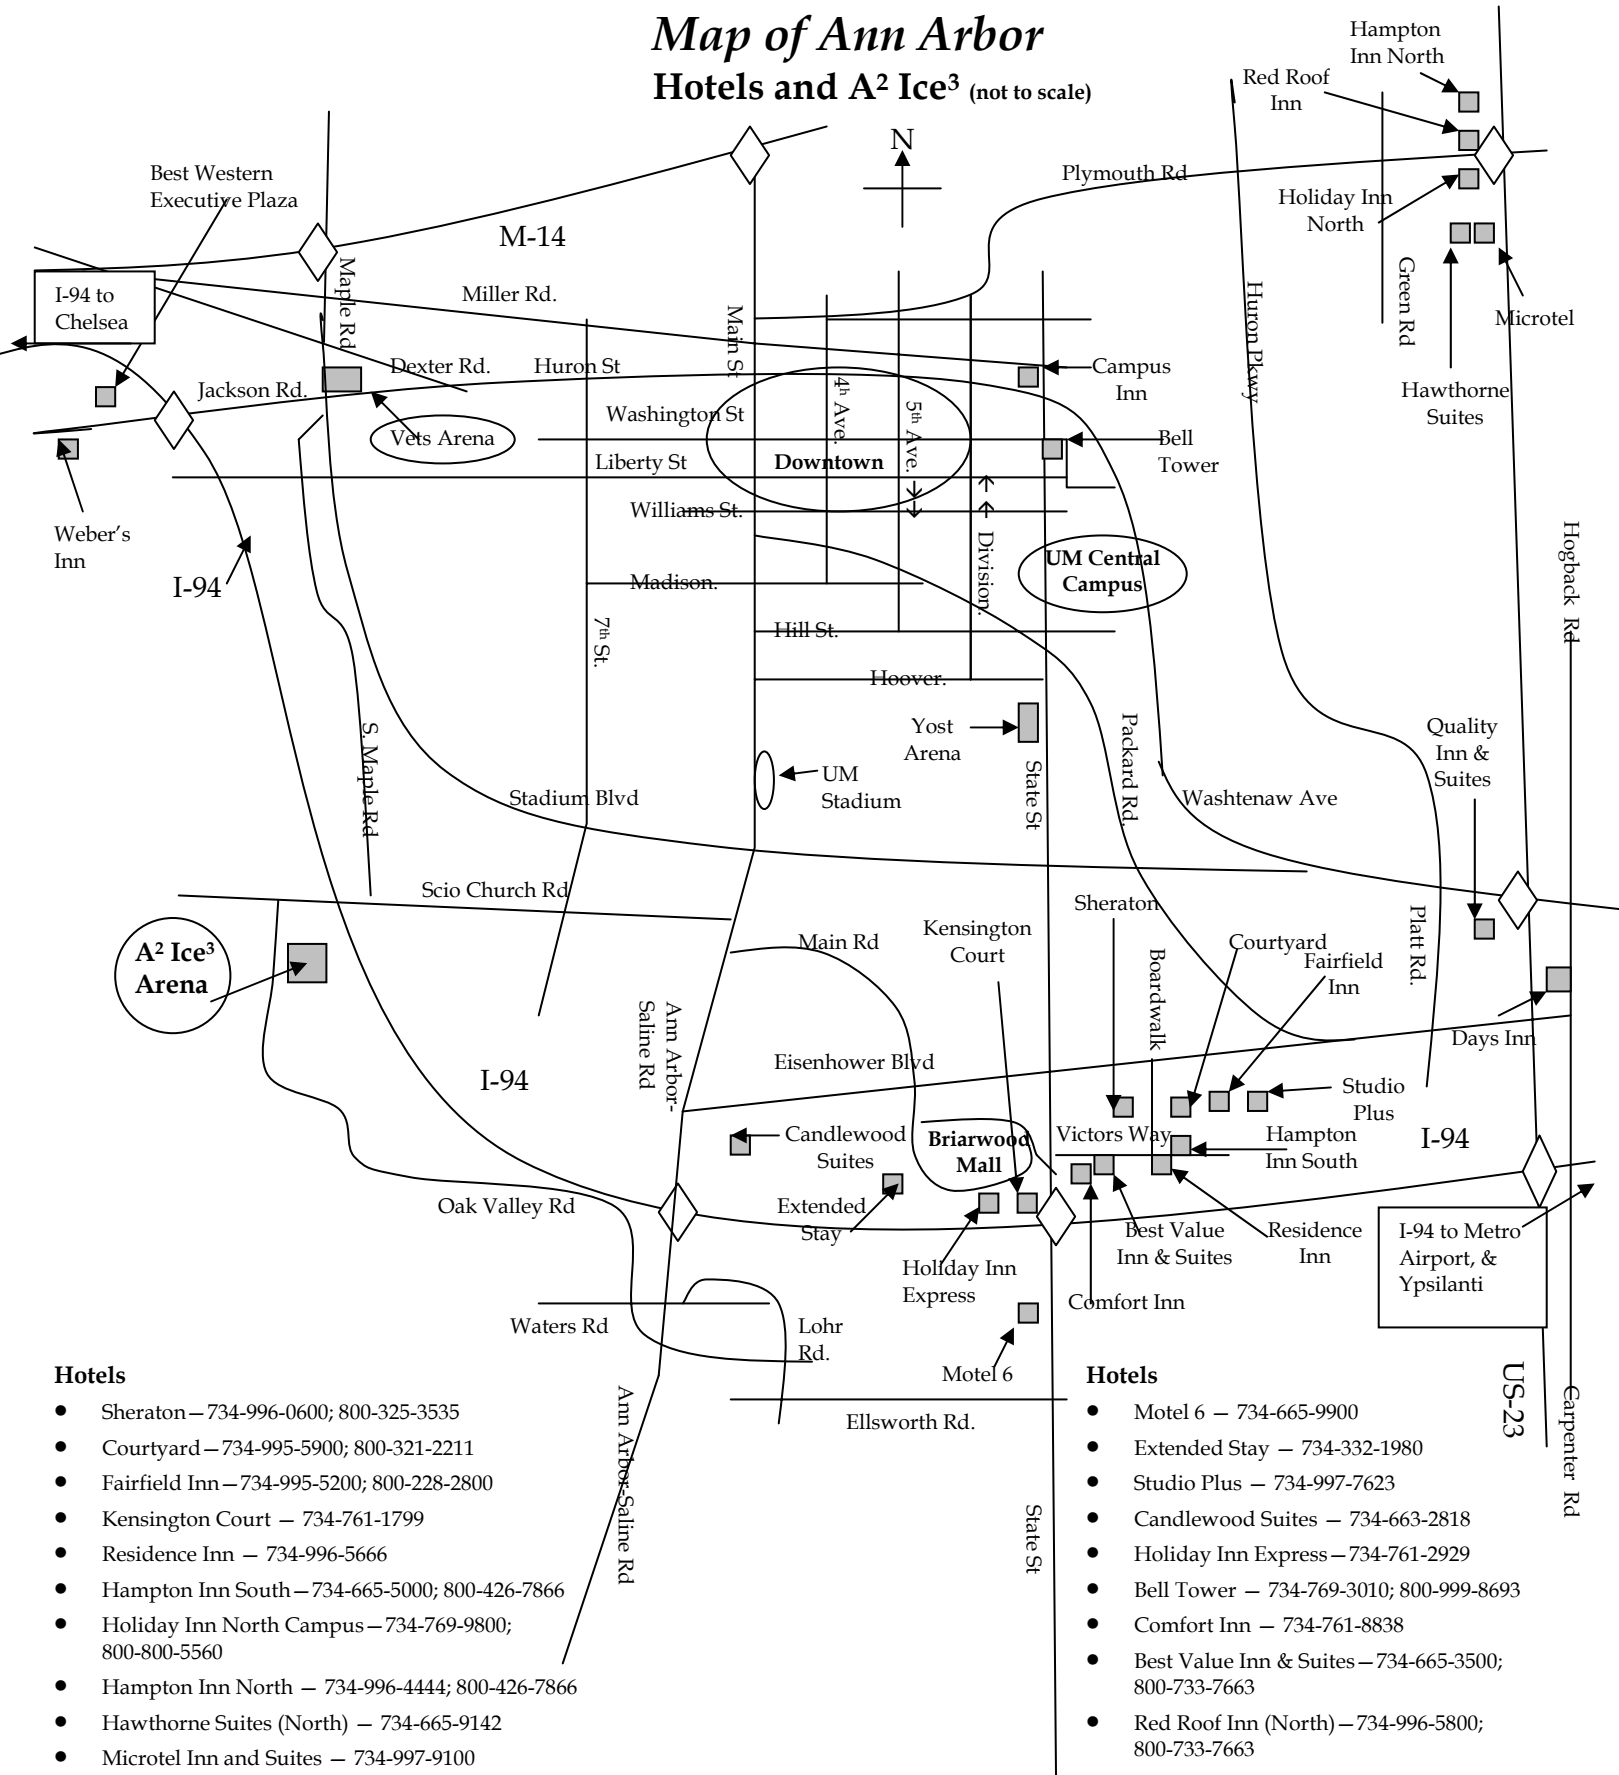 Map of Ann Arbor
Hotels and A² Ice³ (not to scale)
Hampton
Inn North
Red Roof
Inn
N
Plymouth Rd
Best Western
Executive Plaza
Holiday Inn
North
M-14
I-94 to
Chelsea
Maple Rd
Miller Rd.
Main St
Huron Pkwy
Green Rd
Microtel
Dexter Rd.
Huron St
Campus
Inn
Jackson Rd.
4ʰ Ave.
5ᵗʰ Ave.
Hawthorne
Suites
Washington St
Vets Arena
Bell
Tower
Liberty St
Downtown
Williams St.
Weber’s
Inn
Hogback Rd
Division.
UM Central
Campus
I-94
Madison.
7ᵗʰ St.
Hill St.
Hoover.
S. Maple Rd
Yost
Arena
Packard Rd.
Quality
Inn &
Suites
UM
Stadium
State St
Stadium Blvd
Washtenaw Ave
Scio Church Rd
Sheraton
Kensington
Court
Platt Rd.
A² Ice³
Arena
Main Rd
Boardwalk
Courtyard
Fairfield
Inn
Ann Arbor-
Saline Rd
Days Inn
Eisenhower Blvd
I-94
Studio
Plus
Candlewood
Suites
Briarwood
Mall
Victors Way
Hampton
Inn South
I-94
Oak Valley Rd
Extended
Stay
Best Value
Inn & Suites
Residence
Inn
I-94 to Metro
Airport, &
Ypsilanti
Holiday Inn
Express
Comfort Inn
Waters Rd
Lohr
Rd.
Motel 6
US-23
Carpenter Rd
Ellsworth Rd.
Ann Arbor-Saline Rd
State St
Hotels
• Sheraton—734-996-0600; 800-325-3535
• Courtyard—734-995-5900; 800-321-2211
• Fairfield Inn—734-995-5200; 800-228-2800
• Kensington Court — 734-761-1799
• Residence Inn — 734-996-5666
• Hampton Inn South—734-665-5000; 800-426-7866
• Holiday Inn North Campus—734-769-9800;
800-800-5560
• Hampton Inn North — 734-996-4444; 800-426-7866
• Hawthorne Suites (North) — 734-665-9142
• Microtel Inn and Suites — 734-997-9100
Hotels
• Motel 6 — 734-665-9900
• Extended Stay — 734-332-1980
• Studio Plus — 734-997-7623
• Candlewood Suites — 734-663-2818
• Holiday Inn Express—734-761-2929
• Bell Tower — 734-769-3010; 800-999-8693
• Comfort Inn — 734-761-8838
• Best Value Inn & Suites—734-665-3500;
800-733-7663
• Red Roof Inn (North)—734-996-5800;
800-733-7663